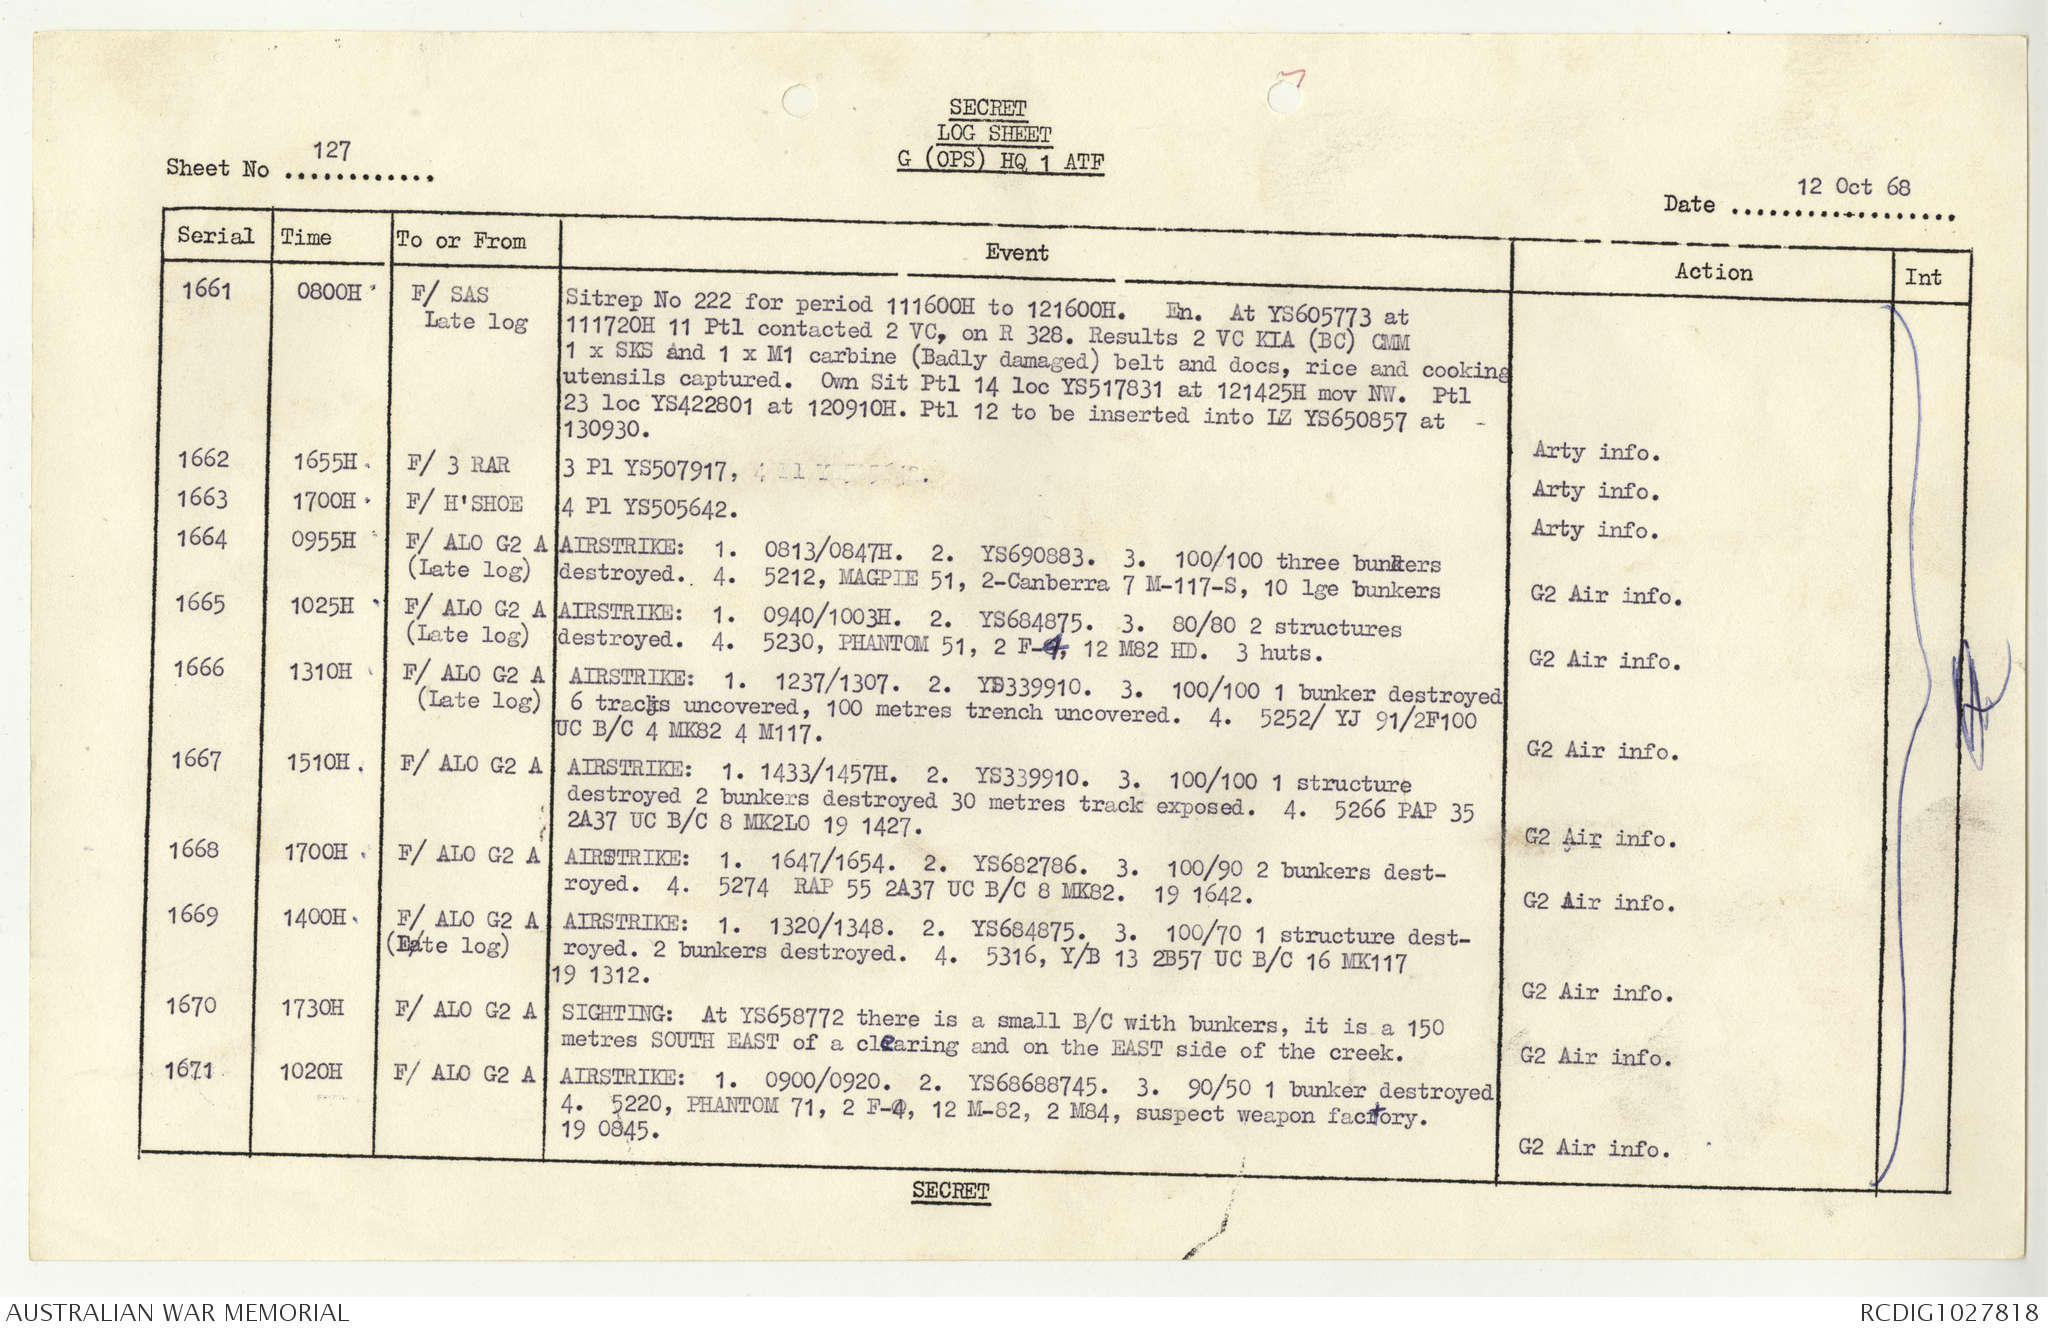 SECRET
LOG SHEET
G (OPS) HQ 1 ATF
Sheet No 127
Date 12 Oct 68
Serial Time To or From Event Action Int
1661 0800H F/ SAS Sitrep No 222 for period 111600H to 121600H. En. At YS605773 at
Late log 111720H 11 Ptl contacted 2 VC, on R 328. Results 2 VC KIA (BC) CMM
1 x SKS and 1 x M1 carbine (Badly damaged) belt and docs, rice and cooking
utensils captured. Own Sit Ptl 14 loc YS517831 at 121425H mov NW. Ptl
23 loc YS422801 at 120910H. Ptl 12 to be inserted into LZ YS650857 at -
130930. Arty info.
1662 1655H. F/ 3 RAR 3 Pl YS507917, Arty info.
1663 1700H. F/ H'SHOE 4 Pl YS505642. Arty info.
1664 0955H F/ ALO G2 A AIRSTRIKE: 1. 0813/0847H. 2. YS690883. 3. 100/100 three bunkers
(Late log) destroyed. 4. 5212, MAGPIE 51, 2-Canberra 7 M-117-S, 10 lge bunkers G2 Air info.
1665 1025H F/ ALO G2 A AIRSTRIKE: 1. 0940/1003H. 2. YS684875. 3. 80/80 2 structures
(Late log) destroyed. 4. 5230, PHANTOM 51, 2 F-4, 12 M82 HD. 3 huts. G2 Air info.
1666 1310H F/ ALO G2 A AIRSTRIKE: 1. 1237/1307. 2. YS339910. 3. 100/100 1 bunker destroyed
(Late log) 6 tracks uncovered, 100 metres trench uncovered. 4. 5252/ YJ 91/2F100
UC B/C 4 MK82 4 M117. G2 Air info.
1667 1510H. F/ ALO G2 A AIRSTRIKE: 1. 1433/1457H. 2. YS339910. 3. 100/100 1 structure
destroyed 2 bunkers destroyed 30 metres track exposed. 4. 5266 PAP 35
2A37 UC B/C 8 MK2LO 19 1427. G2 Air info.
1668 1700H. F/ ALO G2 A AIRSTRIKE: 1. 1647/1654. 2. YS682786. 3. 100/90 2 bunkers dest-
royed. 4. 5274 RAP 55 2A37 UC B/C 8 MK82. 19 1642. G2 Air info.
1669 1400H. F/ ALO G2 A AIRSTRIKE: 1. 1320/1348. 2. YS684875. 3. 100/70 1 structure dest-
(Late log) royed. 2 bunkers destroyed. 4. 5316, Y/B 13 2B57 UC B/C 16 MK117
19 1312. G2 Air info.
1670 1730H F/ ALO G2 A SIGHTING: At YS658772 there is a small B/C with bunkers, it is a 150
metres SOUTH EAST of a clearing and on the EAST side of the creek. G2 Air info.
1671 1020H F/ ALO G2 A AIRSTRIKE: 1. 0900/0920. 2. YS68688745. 3. 90/50 1 bunker destroyed
4. 5220, PHANTOM 71, 2 F-4, 12 M-82, 2 M84, suspect weapon factory.
19 0845. G2 Air info.
SECRET
AUSTRALIAN WAR MEMORIAL
RCDIG1027818